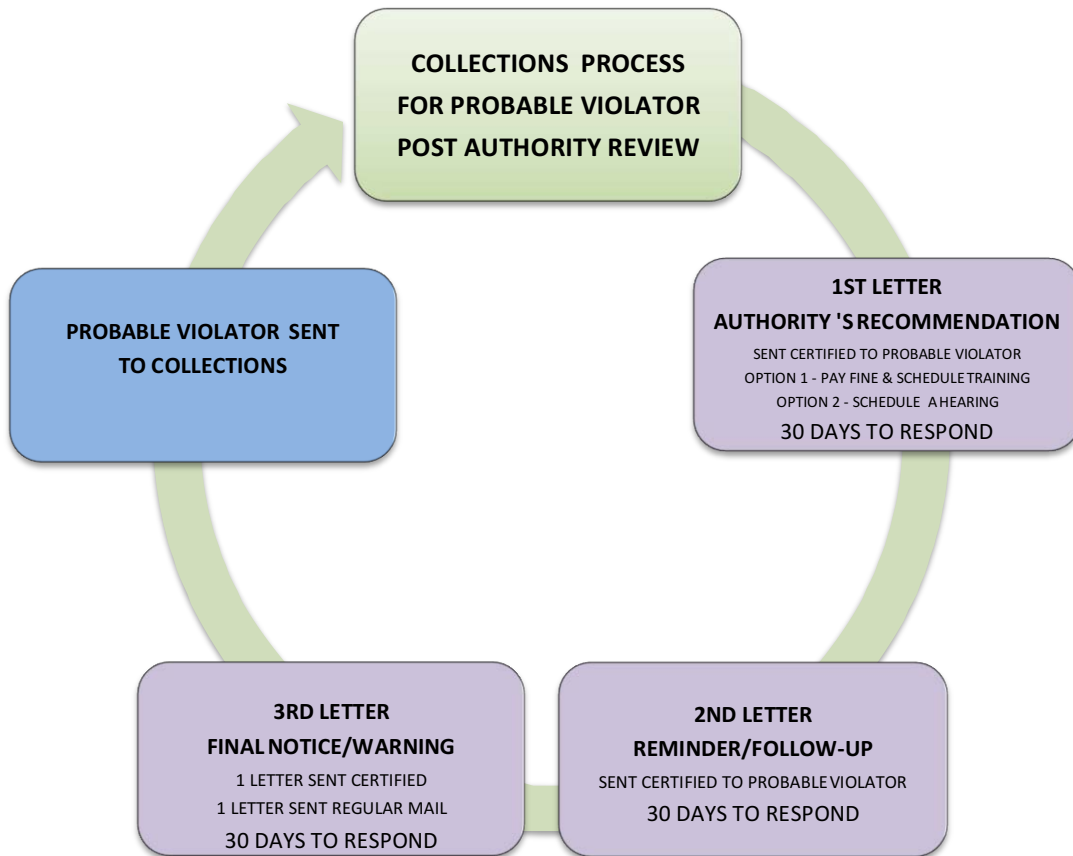 COLLECTIONS PROCESS
FOR PROBABLE VIOLATOR
POST AUTHORITY REVIEW
1ST LETTER
AUTHORITY 'S RECOMMENDATION
SENT CERTIFIED TO PROBABLE VIOLATOR
OPTION 1 - PAY FINE & SCHEDULE TRAINING
OPTION 2 - SCHEDULE A HEARING
30 DAYS TO RESPOND
2ND LETTER
REMINDER/FOLLOW-UP
SENT CERTIFIED TO PROBABLE VIOLATOR
30 DAYS TO RESPOND
3RD LETTER
FINAL NOTICE/WARNING
1 LETTER SENT CERTIFIED
1 LETTER SENT REGULAR MAIL
30 DAYS TO RESPOND
PROBABLE VIOLATOR SENT
TO COLLECTIONS